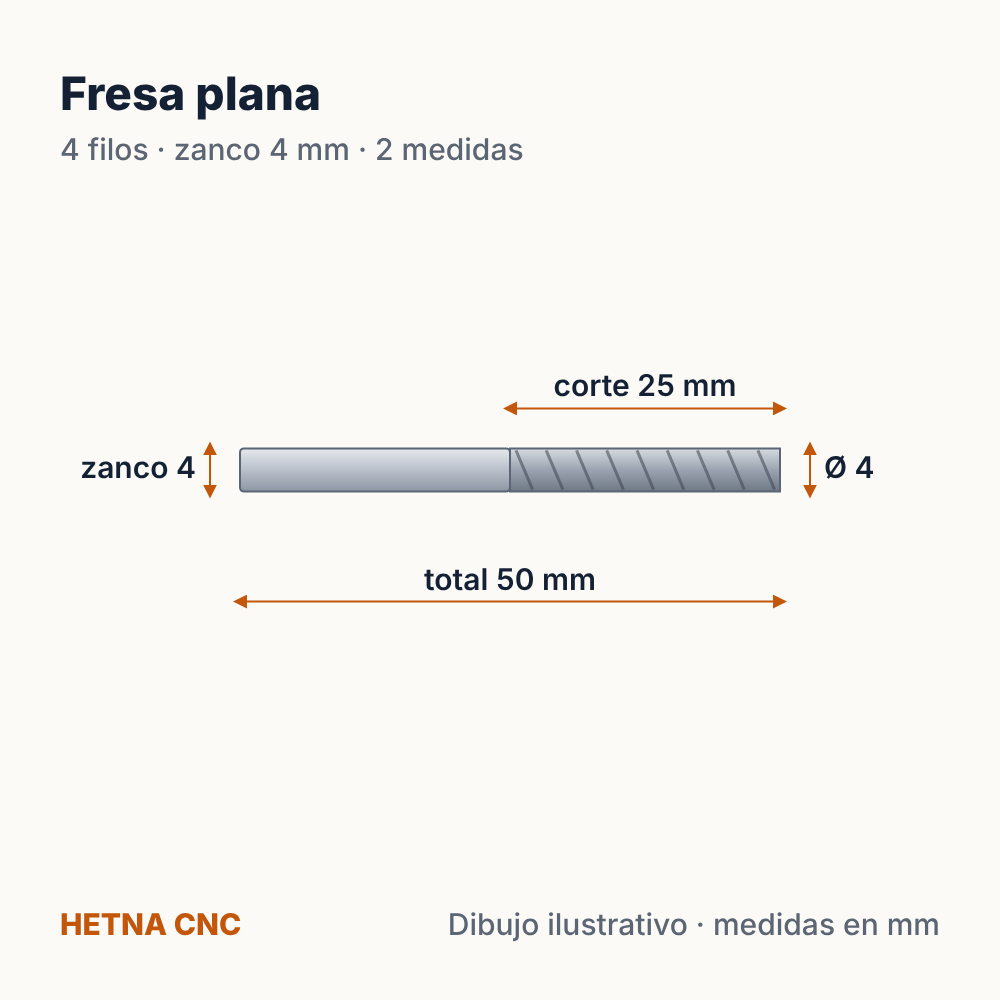 Fresa plana
4 filos · zanco 4 mm · 2 medidas
corte 25 mm
zanco 4
Ø 4
total 50 mm
HETNA CNC
Dibujo ilustrativo · medidas en mm